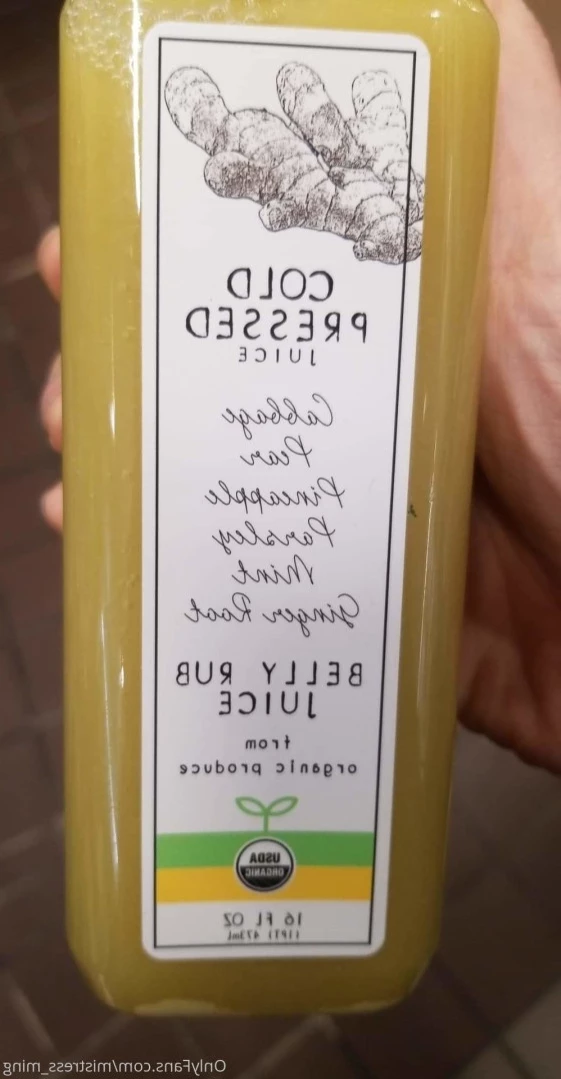 COLD
PRESSED
JUICE
Cabbage
Pear
Pineapple
Parsley
Mint
Ginger Root
BELLY RUB
JUICE
from
organic produce
USDA
ORGANIC
16 FL OZ
(1PT) 473mL
OnlyFans.com/mistress_ming